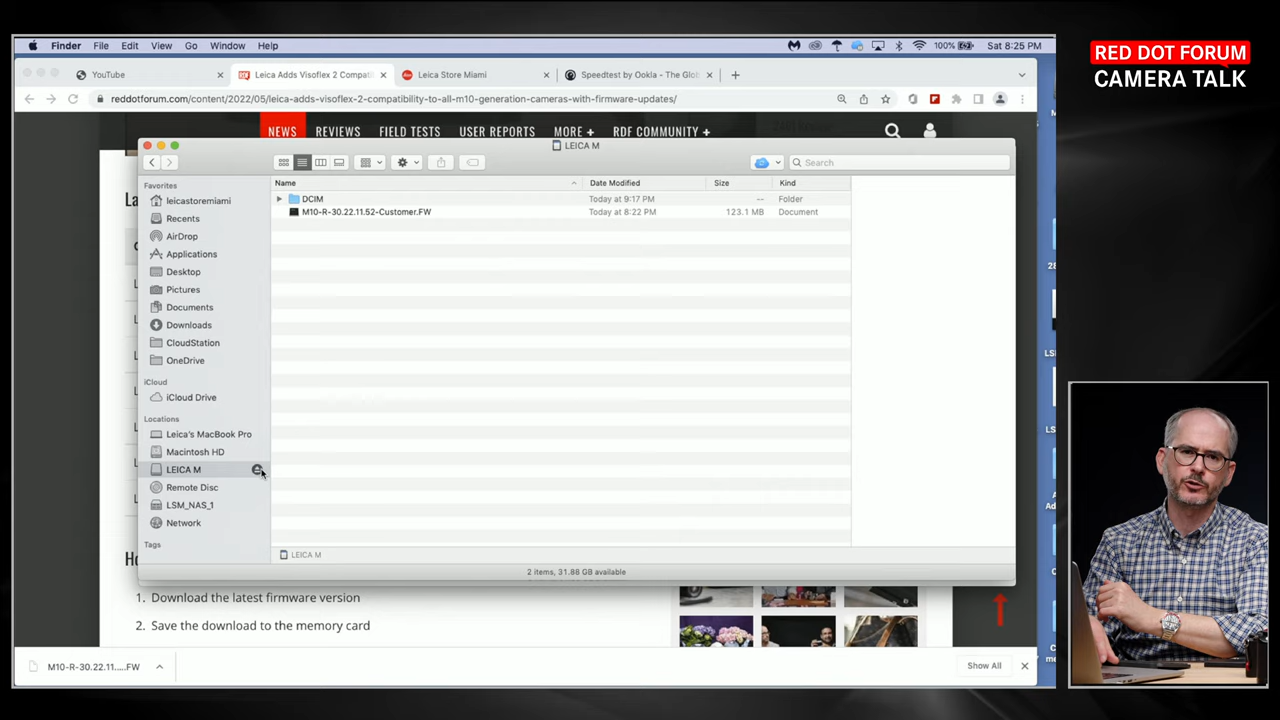 Finder File Edit View Go Window Help 100% Sat 8:25 PM
RED DOT FORUM
CAMERA TALK
YouTube Leica Adds Visoflex 2 Compati Leica Store Miami Speedtest by Ookla - The Glo
reddotforum.com/content/2022/05/leica-adds-visoflex-2-compatibility-to-all-m10-generation-cameras-with-firmware-updates/
NEWS REVIEWS FIELD TESTS USER REPORTS MORE + RDF COMMUNITY +
LEICA M
Search
Favorites
leicastoremiami
Recents
AirDrop
Applications
Desktop
Pictures
Documents
Downloads
CloudStation
OneDrive
iCloud
iCloud Drive
Locations
Leica's MacBook Pro
Macintosh HD
LEICA M
Remote Disc
LSM_NAS_1
Network
Tags
Name Date Modified Size Kind
DCIM Today at 9:17 PM -- Folder
M10-R-30.22.11.52-Customer.FW Today at 8:22 PM 123.1 MB Document
LEICA M
2 items, 31.88 GB available
1. Download the latest firmware version
2. Save the download to the memory card
M10-R-30.22.11.....FW Show All